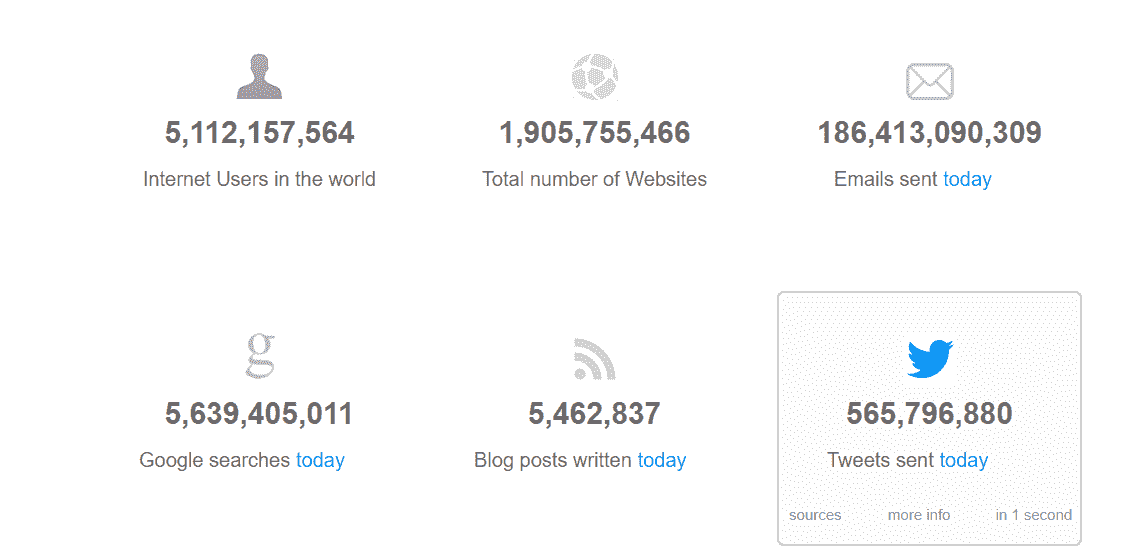 5,112,157,564
Internet Users in the world
1,905,755,466
Total number of Websites
186,413,090,309
Emails sent today
g
5,639,405,011
Google searches today
5,462,837
Blog posts written today
565,796,880
Tweets sent today
sources more info in 1 second